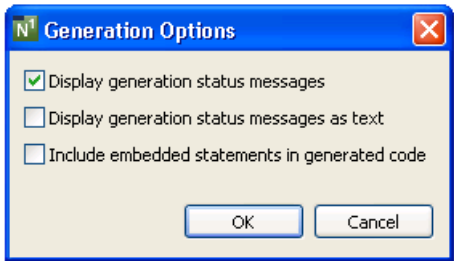 N1 Generation Options
Display generation status messages
Display generation status messages as text
Include embedded statements in generated code
OK Cancel